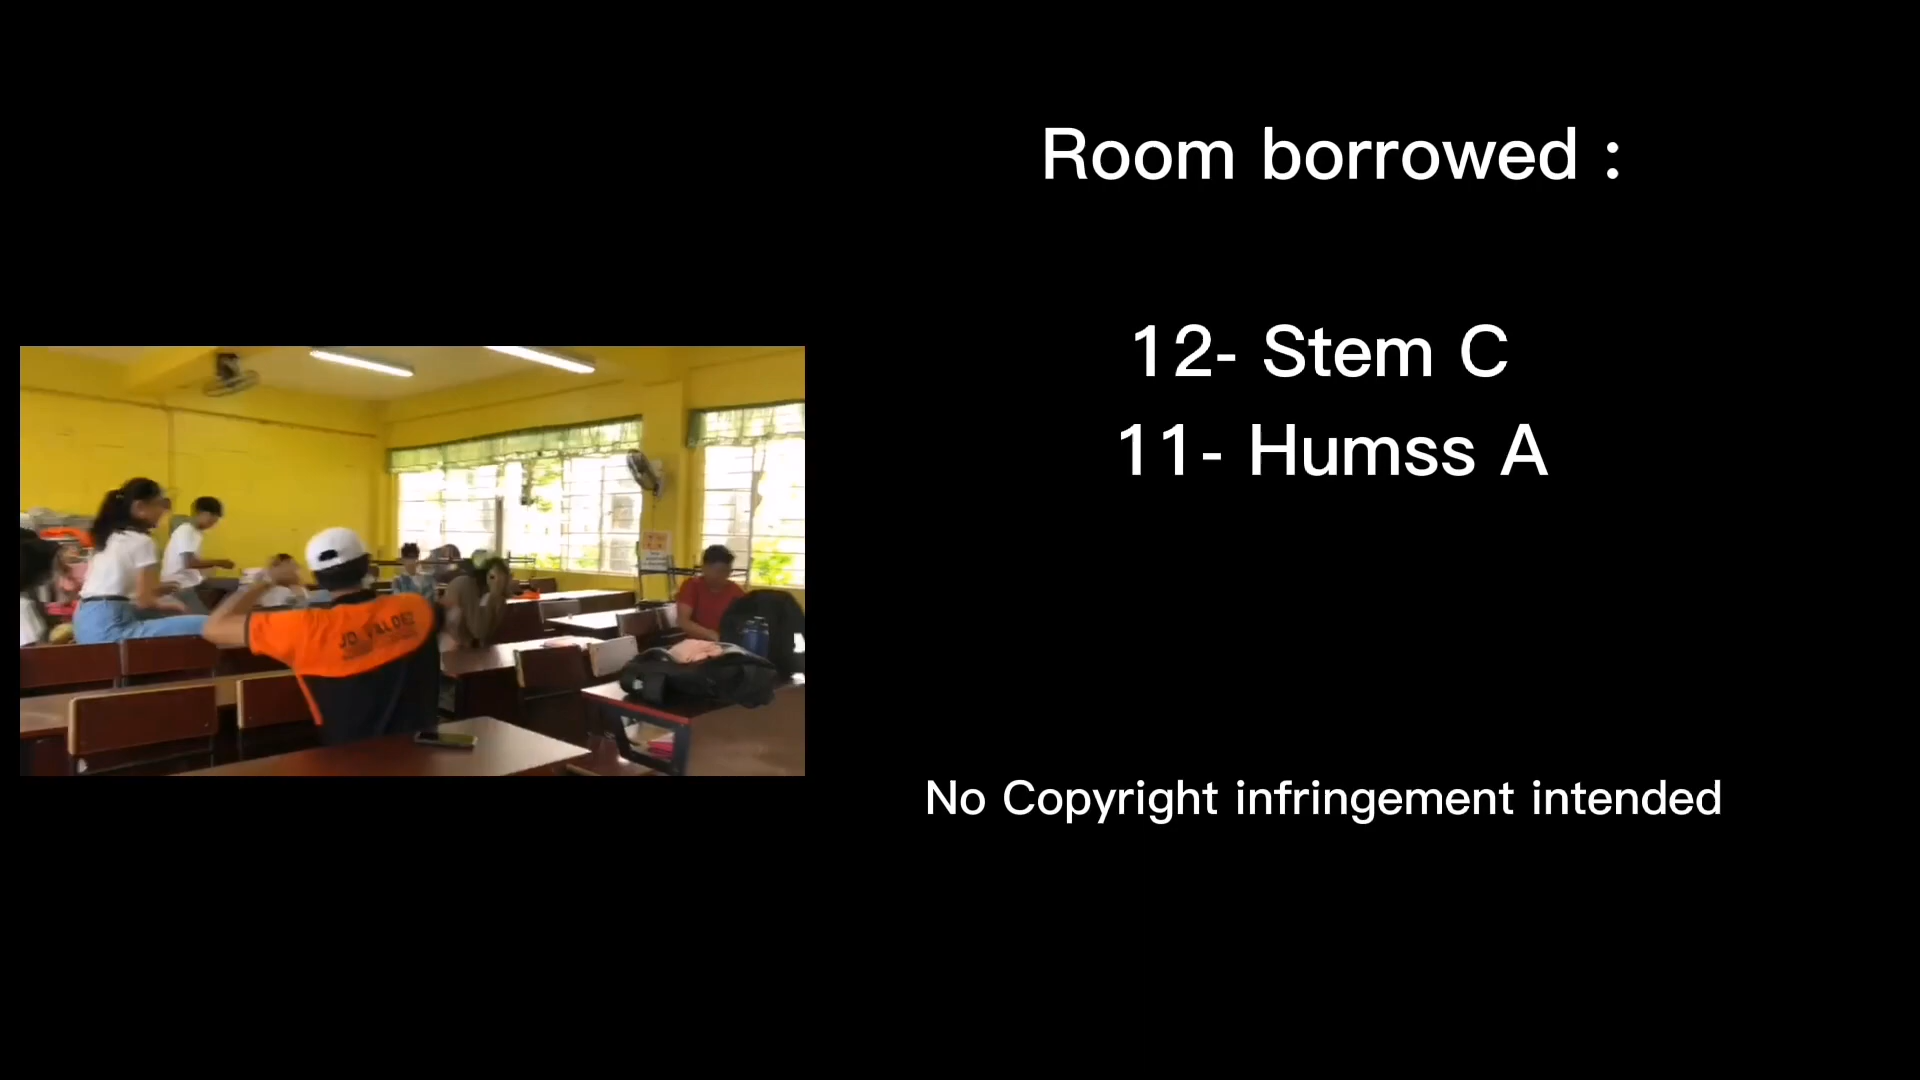 Room borrowed :
12- Stem C
11- Humss A
No Copyright infringement intended